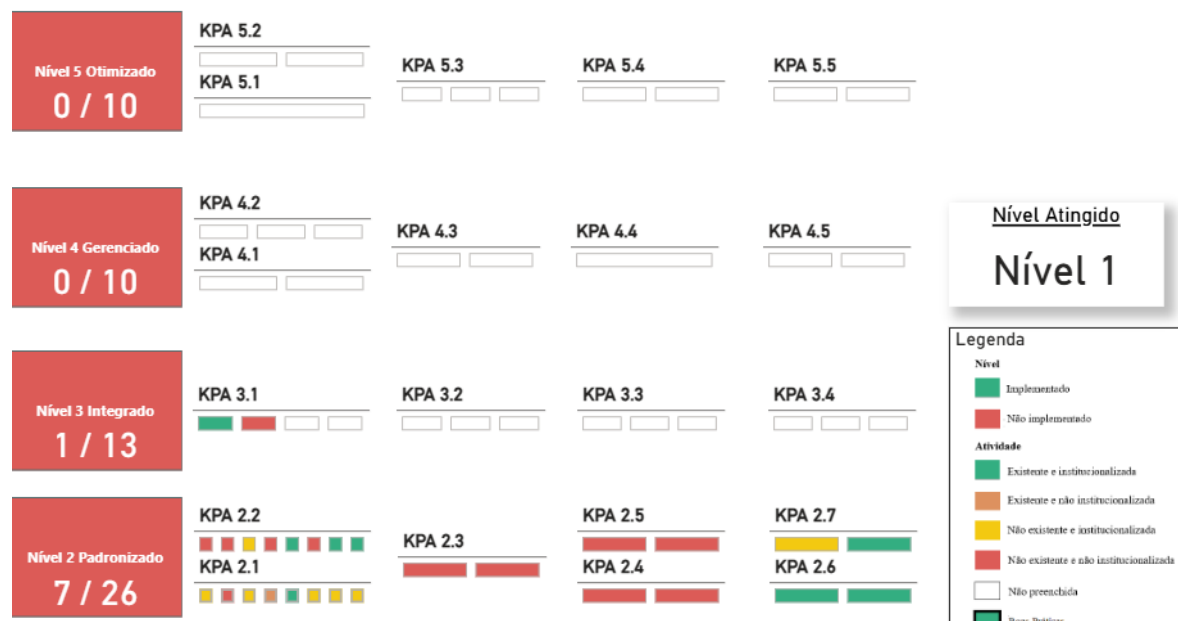 Nível 5 Otimizado
0 / 10
KPA 5.2
KPA 5.1
KPA 5.3
KPA 5.4
KPA 5.5
Nível 4 Gerenciado
0 / 10
KPA 4.2
KPA 4.1
KPA 4.3
KPA 4.4
KPA 4.5
Nível Atingido
Nível 1
Nível 3 Integrado
1 / 13
KPA 3.1
KPA 3.2
KPA 3.3
KPA 3.4
Nível 2 Padronizado
7 / 26
KPA 2.2
KPA 2.1
KPA 2.3
KPA 2.5
KPA 2.4
KPA 2.7
KPA 2.6
Legenda
Nível
Implementado
Não implementado
Atividade
Existente e institucionalizada
Existente e não institucionalizada
Não existente e institucionalizada
Não existente e não institucionalizada
Não preenchida